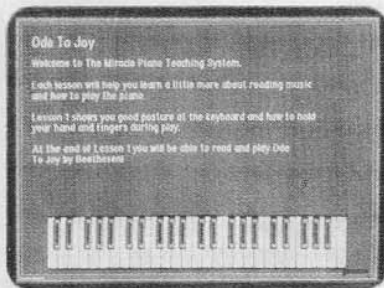 Ode To Joy
Welcome to The Miracle Piano Teaching System.
Each lesson will help you learn a little more about reading music
and how to play the piano.
Lesson 1 shows you good posture at the keyboard and how to hold
your hand and fingers during play.
At the end of Lesson 1 you will be able to read and play Ode
To Joy by Beethoven!